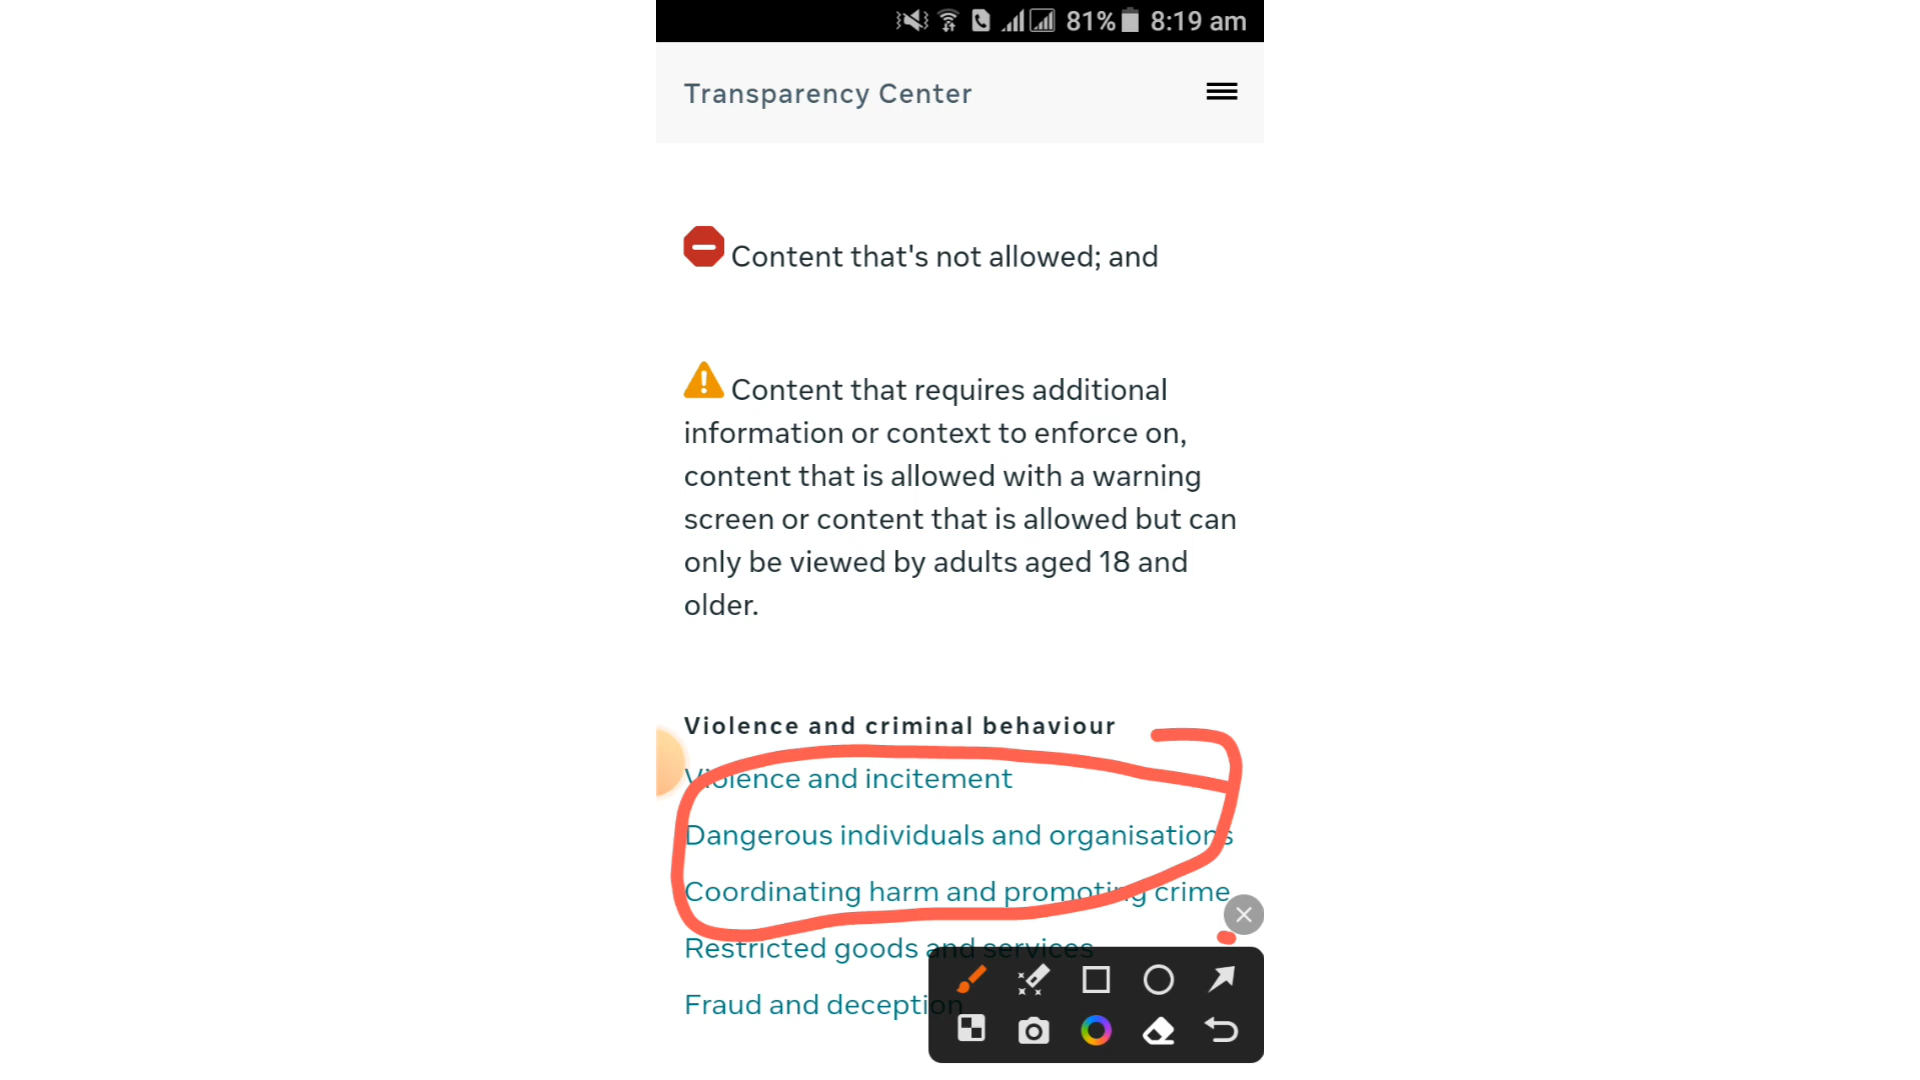 81% 8:19 am
Transparency Center
Content that's not allowed; and
Content that requires additional
information or context to enforce on,
content that is allowed with a warning
screen or content that is allowed but can
only be viewed by adults aged 18 and
older.
Violence and criminal behaviour
Violence and incitement
Dangerous individuals and organisations
Coordinating harm and promoting crime
Restricted goods and services
Fraud and deception